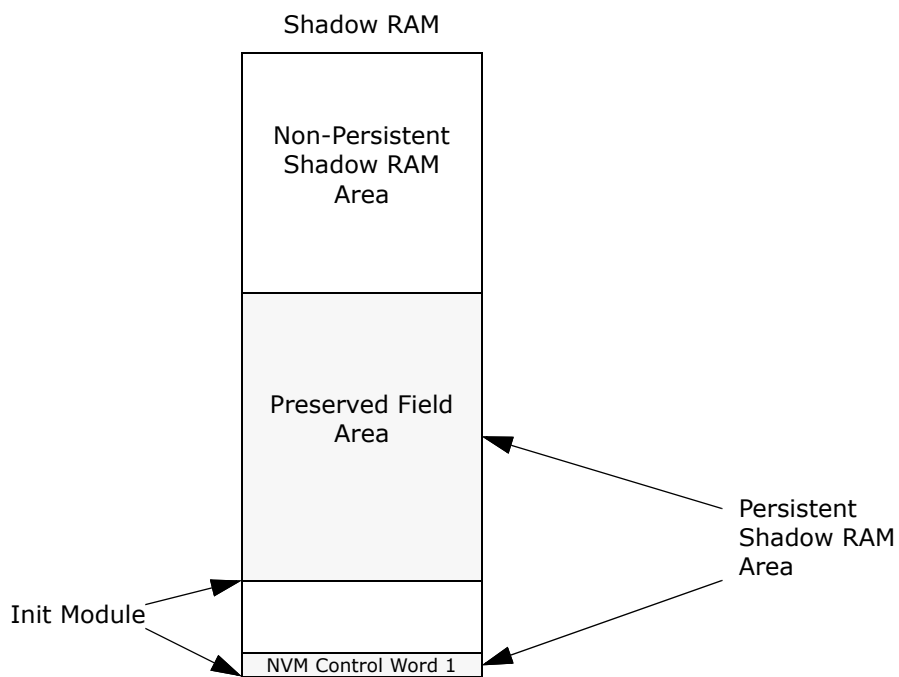 Shadow RAM
Non-Persistent
Shadow RAM
Area
Preserved Field
Area
Persistent
Shadow RAM
Area
Init Module
NVM Control Word 1